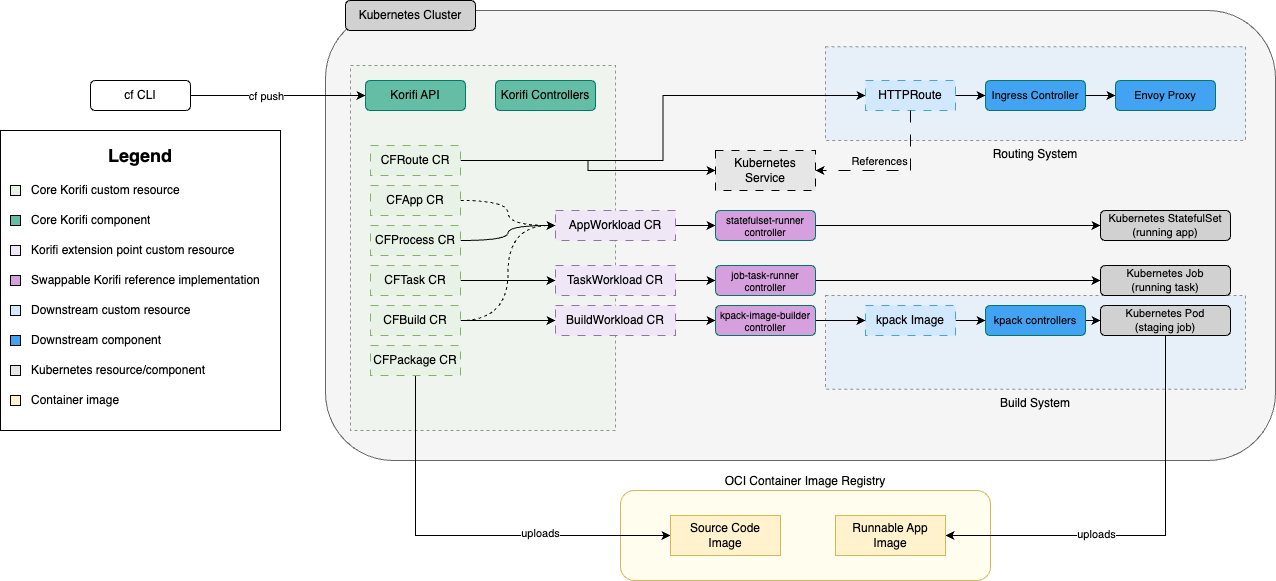 Kubernetes Cluster
cf CLI
cf push
Korifi API
Korifi Controllers
HTTPRoute
Ingress Controller
Envoy Proxy
Routing System
Legend
Core Korifi custom resource
Core Korifi component
Korifi extension point custom resource
Swappable Korifi reference implementation
Downstream custom resource
Downstream component
Kubernetes resource/component
Container image
CFRoute CR
Kubernetes
Service
References
CFApp CR
CFProcess CR
AppWorkload CR
statefulset-runner
controller
Kubernetes StatefulSet
(running app)
CFTask CR
TaskWorkload CR
job-task-runner
controller
Kubernetes Job
(running task)
CFBuild CR
BuildWorkload CR
kpack-image-builder
controller
kpack Image
kpack controllers
Kubernetes Pod
(staging job)
CFPackage CR
Build System
OCI Container Image Registry
uploads
Source Code
Image
Runnable App
Image
uploads